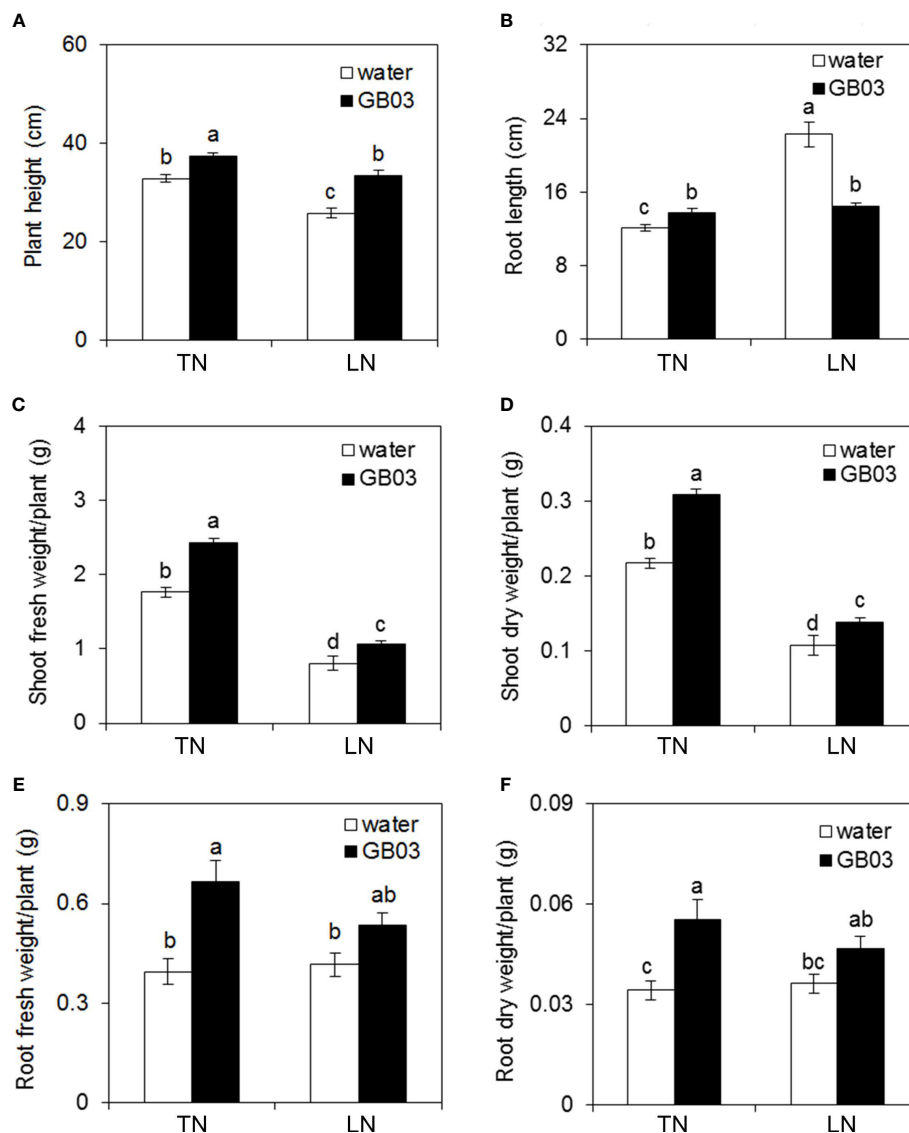 A
Plant height (cm)
60
40
20
0
water
GB03
b
a
c
b
TN
LN
B
Root length (cm)
32
24
16
8
0
water
GB03
c
b
a
b
TN
LN
C
Shoot fresh weight/plant (g)
4
3
2
1
0
water
GB03
b
a
d
c
TN
LN
D
Shoot dry weight/plant (g)
0.4
0.3
0.2
0.1
0
water
GB03
b
a
d
c
TN
LN
E
Root fresh weight/plant (g)
0.9
0.6
0.3
0
water
GB03
b
a
b
ab
TN
LN
F
Root dry weight/plant (g)
0.09
0.06
0.03
0
water
GB03
c
a
bc
ab
TN
LN